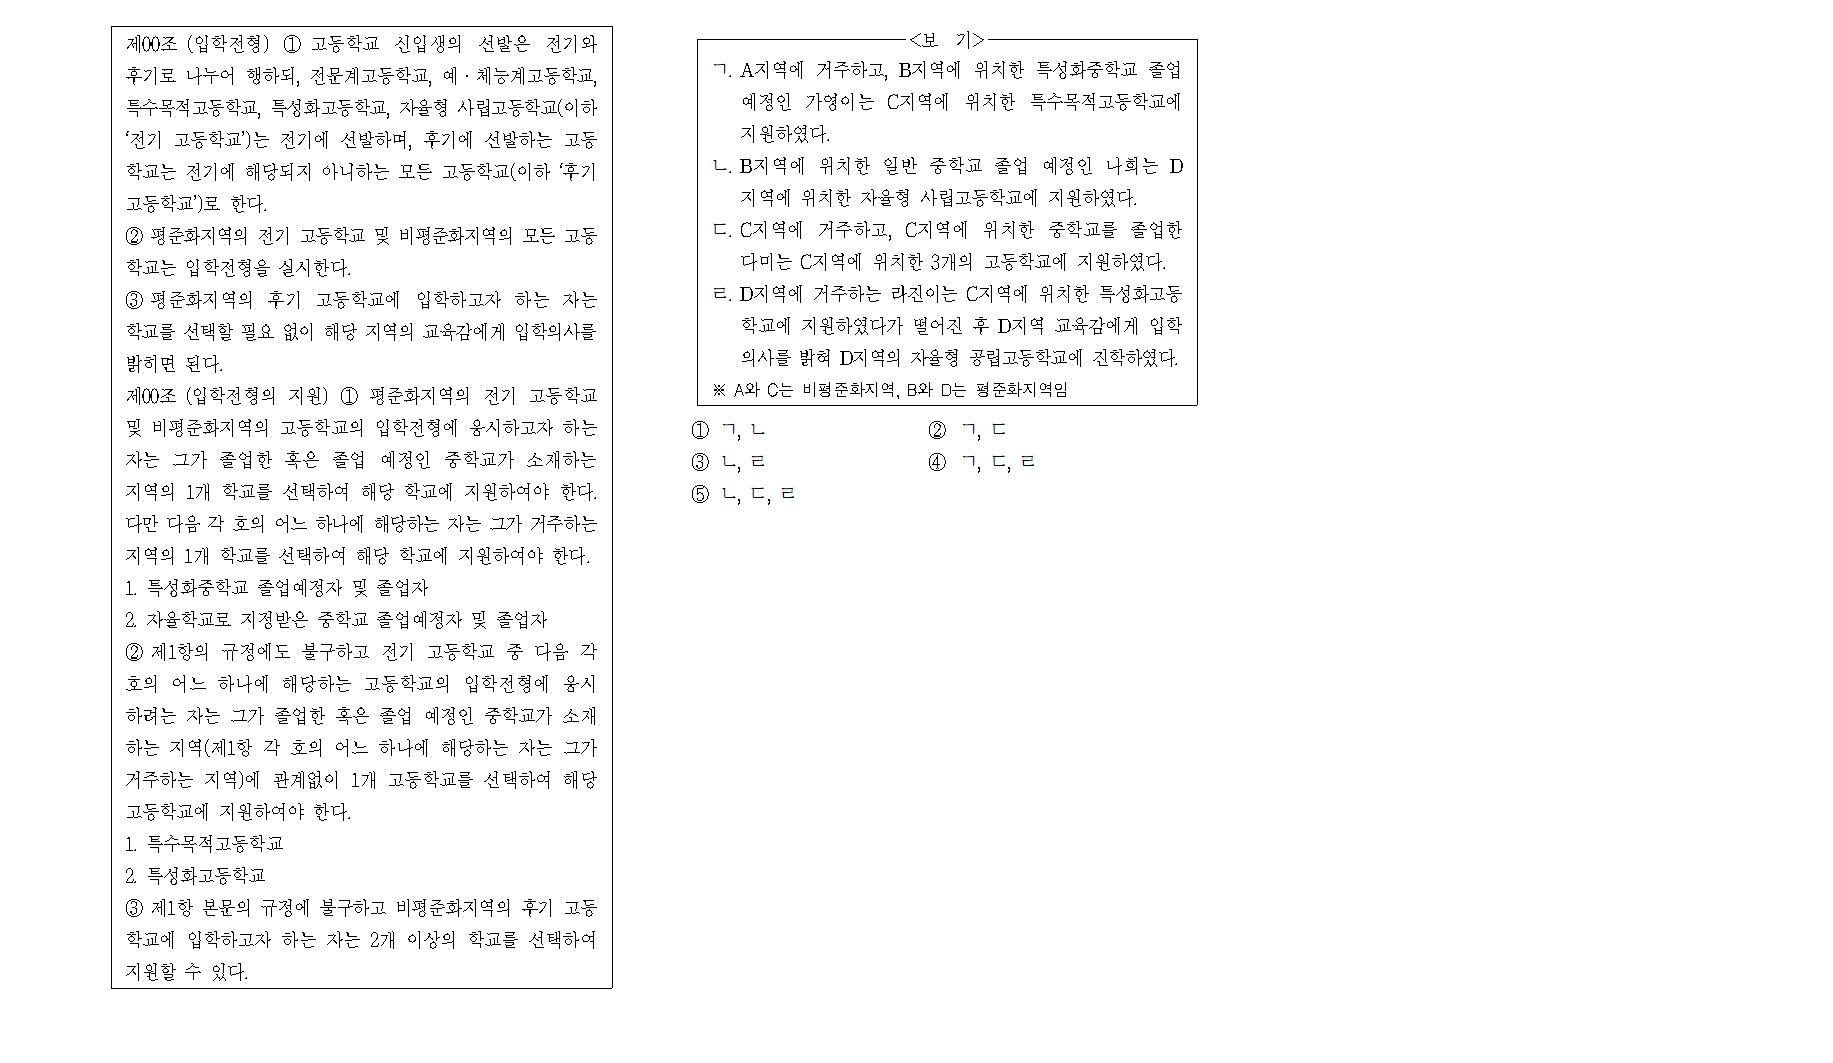 제00조 (입학전형) ① 고등학교 신입생의 선발은 전기와
후기로 나누어 행하되, 전문계고등학교, 예·체능계고등학교,
특수목적고등학교, 특성화고등학교, 자율형 사립고등학교(이하
‘전기 고등학교’)는 전기에 선발하며, 후기에 선발하는 고등
학교는 전기에 해당되지 아니하는 모든 고등학교(이하 ‘후기
고등학교’)로 한다.
② 평준화지역의 전기 고등학교 및 비평준화지역의 모든 고등
학교는 입학전형을 실시한다.
③ 평준화지역의 후기 고등학교에 입학하고자 하는 자는
학교를 선택할 필요 없이 해당 지역의 교육감에게 입학의사를
밝히면 된다.
제00조 (입학전형의 지원) ① 평준화지역의 전기 고등학교
및 비평준화지역의 고등학교의 입학전형에 응시하고자 하는
자는 그가 졸업한 혹은 졸업 예정인 중학교가 소재하는
지역의 1개 학교를 선택하여 해당 학교에 지원하여야 한다.
다만 다음 각 호의 어느 하나에 해당하는 자는 그가 거주하는
지역의 1개 학교를 선택하여 해당 학교에 지원하여야 한다.
1. 특성화중학교 졸업예정자 및 졸업자
2. 자율학교로 지정받은 중학교 졸업예정자 및 졸업자
② 제1항의 규정에도 불구하고 전기 고등학교 중 다음 각
호의 어느 하나에 해당하는 고등학교의 입학전형에 응시
하려는 자는 그가 졸업한 혹은 졸업 예정인 중학교가 소재
하는 지역(제1항 각 호의 어느 하나에 해당하는 자는 그가
거주하는 지역)에 관계없이 1개 고등학교를 선택하여 해당
고등학교에 지원하여야 한다.
1. 특수목적고등학교
2. 특성화고등학교
③ 제1항 본문의 규정에 불구하고 비평준화지역의 후기 고등
학교에 입학하고자 하는 자는 2개 이상의 학교를 선택하여
지원할 수 있다.
<보 기>
ㄱ. A지역에 거주하고, B지역에 위치한 특성화중학교 졸업
예정인 가영이는 C지역에 위치한 특수목적고등학교에
지원하였다.
ㄴ. B지역에 위치한 일반 중학교 졸업 예정인 나희는 D
지역에 위치한 자율형 사립고등학교에 지원하였다.
ㄷ. C지역에 거주하고, C지역에 위치한 중학교를 졸업한
다미는 C지역에 위치한 3개의 고등학교에 지원하였다.
ㄹ. D지역에 거주하는 라진이는 C지역에 위치한 특성화고등
학교에 지원하였다가 떨어진 후 D지역 교육감에게 입학
의사를 밝혀 D지역의 자율형 공립고등학교에 진학하였다.
※ A와 C는 비평준화지역, B와 D는 평준화지역임
① ㄱ, ㄴ ② ㄱ, ㄷ
③ ㄴ, ㄹ ④ ㄱ, ㄷ, ㄹ
⑤ ㄴ, ㄷ, ㄹ